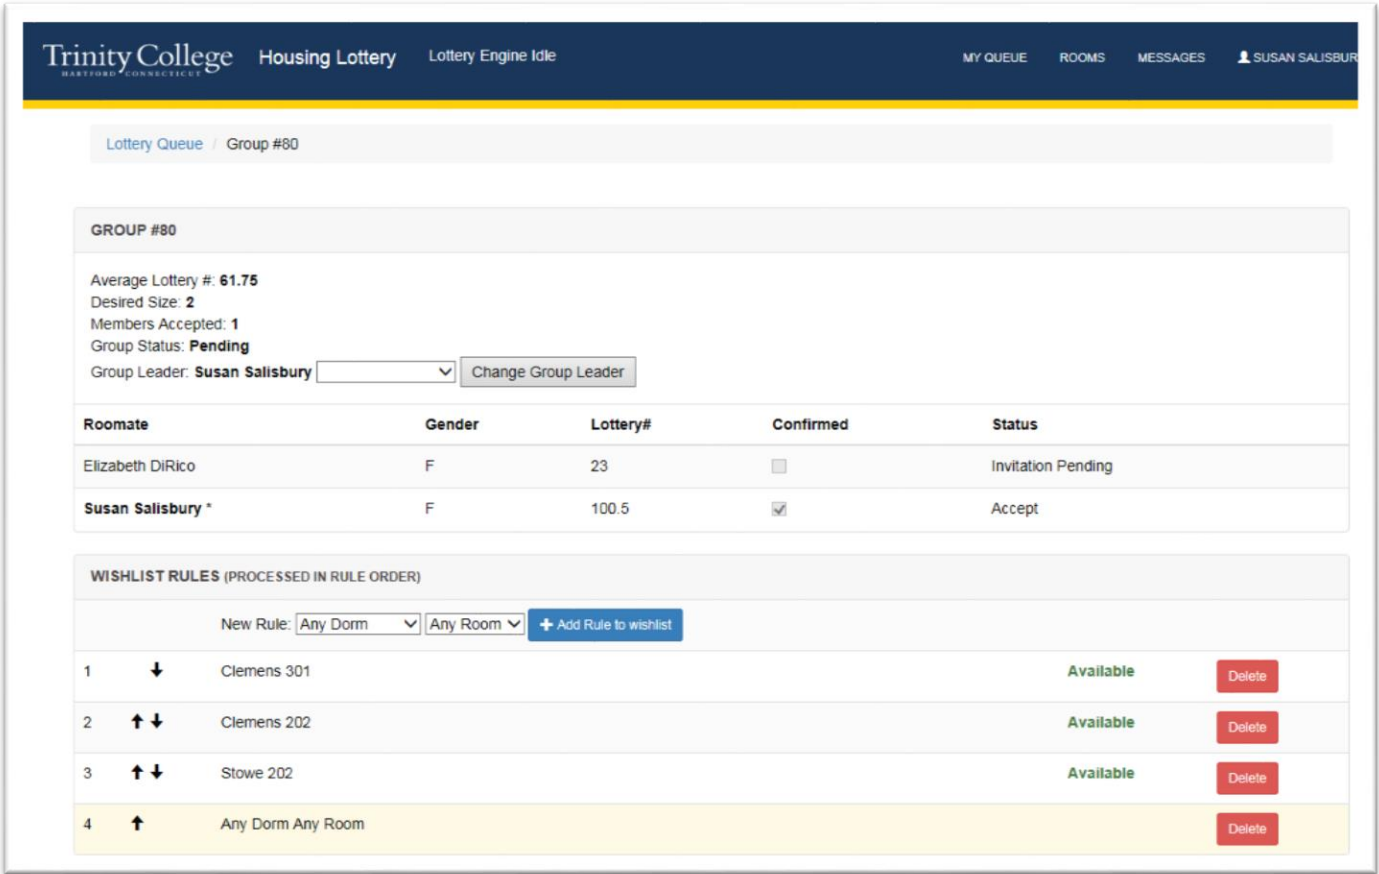 Trinity College
HARTFORD CONNECTICUT
Housing Lottery
Lottery Engine Idle
MY QUEUE
ROOMS
MESSAGES
SUSAN SALISBUR
Lottery Queue / Group #80
GROUP #80
Average Lottery #: 61.75
Desired Size: 2
Members Accepted: 1
Group Status: Pending
Group Leader: Susan Salisbury Change Group Leader
Roomate Gender Lottery# Confirmed Status
Elizabeth DiRico F 23 Invitation Pending
Susan Salisbury * F 100.5 Accept
WISHLIST RULES (PROCESSED IN RULE ORDER)
New Rule: Any Dorm Any Room + Add Rule to wishlist
1 Clemens 301 Available Delete
2 Clemens 202 Available Delete
3 Stowe 202 Available Delete
4 Any Dorm Any Room Delete